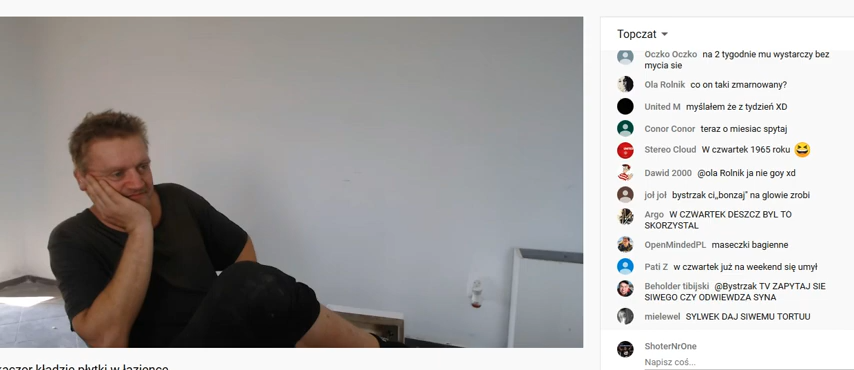 Topczat
Oczko Oczko na 2 tygodnie mu wystarczy bez
mycia sie
Ola Rolnik co on taki zmarnowany?
United M myślałem że z tydzień XD
Conor Conor teraz o miesiac spytaj
Stereo Cloud W czwartek 1965 roku 😆
Dawid 2000 @ola Rolnik ja nie goy xd
joł joł bystrzak ci„bonzaj" na glowie zrobi
Argo W CZWARTEK DESZCZ BYL TO
SKORZYSTAL
OpenMindedPL maseczki bagienne
Pati Z w czwartek już na weekend się umył
Beholder tibijski @Bystrzak TV ZAPYTAJ SIE
SIWEGO CZY ODWIEWDZA SYNA
mielewel SYLWEK DAJ SIWEMU TORTUU
ShoterNrOne
Napisz coś...
kładzie płytki w łazience